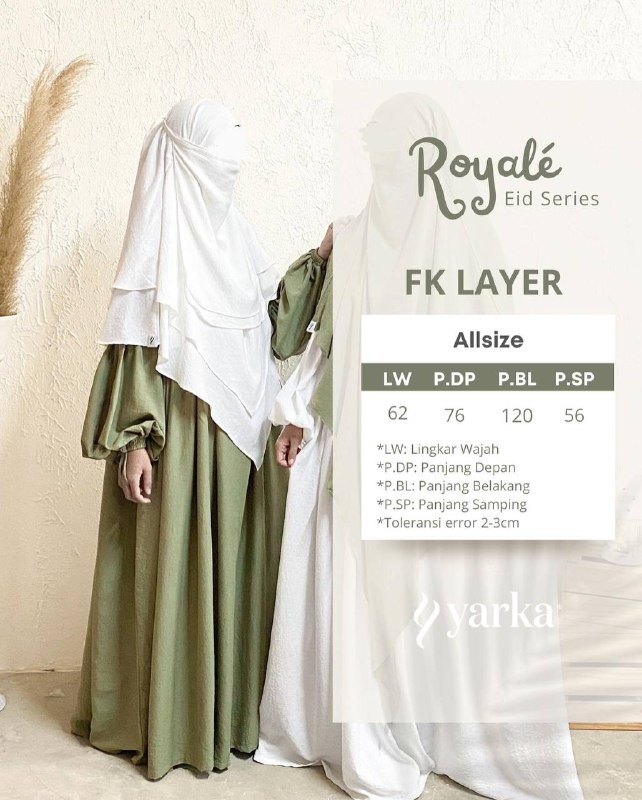 Royalé
Eid Series
FK LAYER
Allsize
LW P.DP P.BL P.SP
62 76 120 56
*LW: Lingkar Wajah
*P.DP: Panjang Depan
*P.BL: Panjang Belakang
*P.SP: Panjang Samping
*Toleransi error 2-3cm
yarka